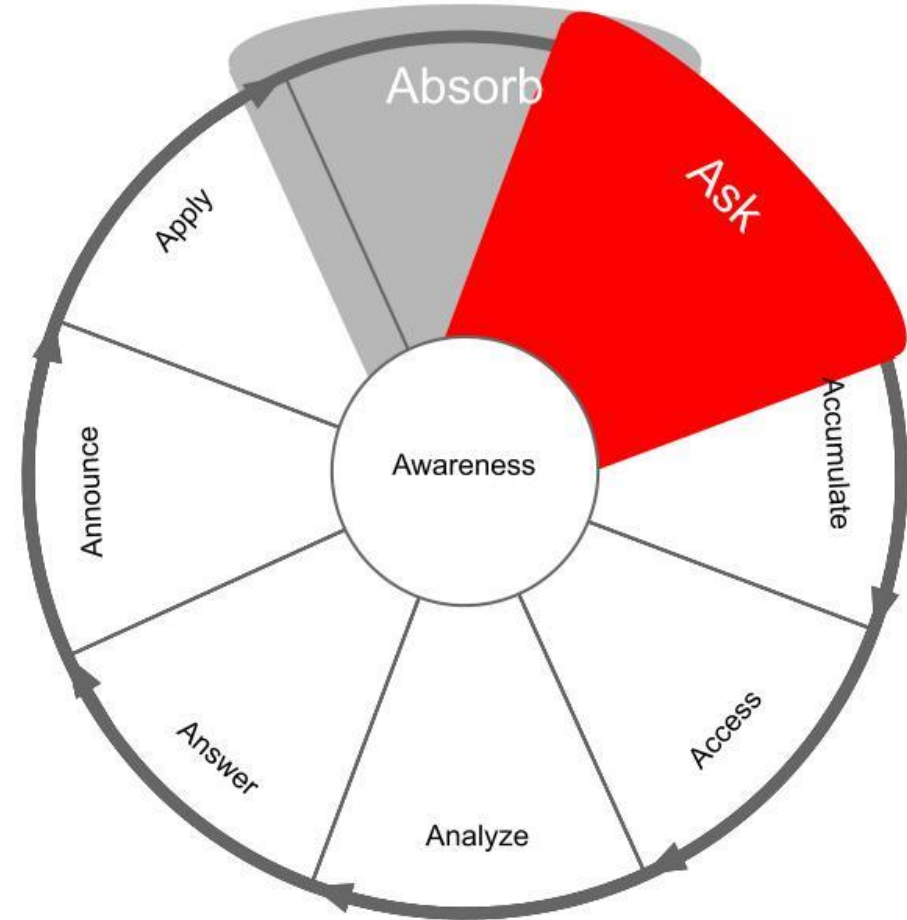 Absorb
Ask
Accumulate
Access
Analyze
Answer
Announce
Apply
Awareness